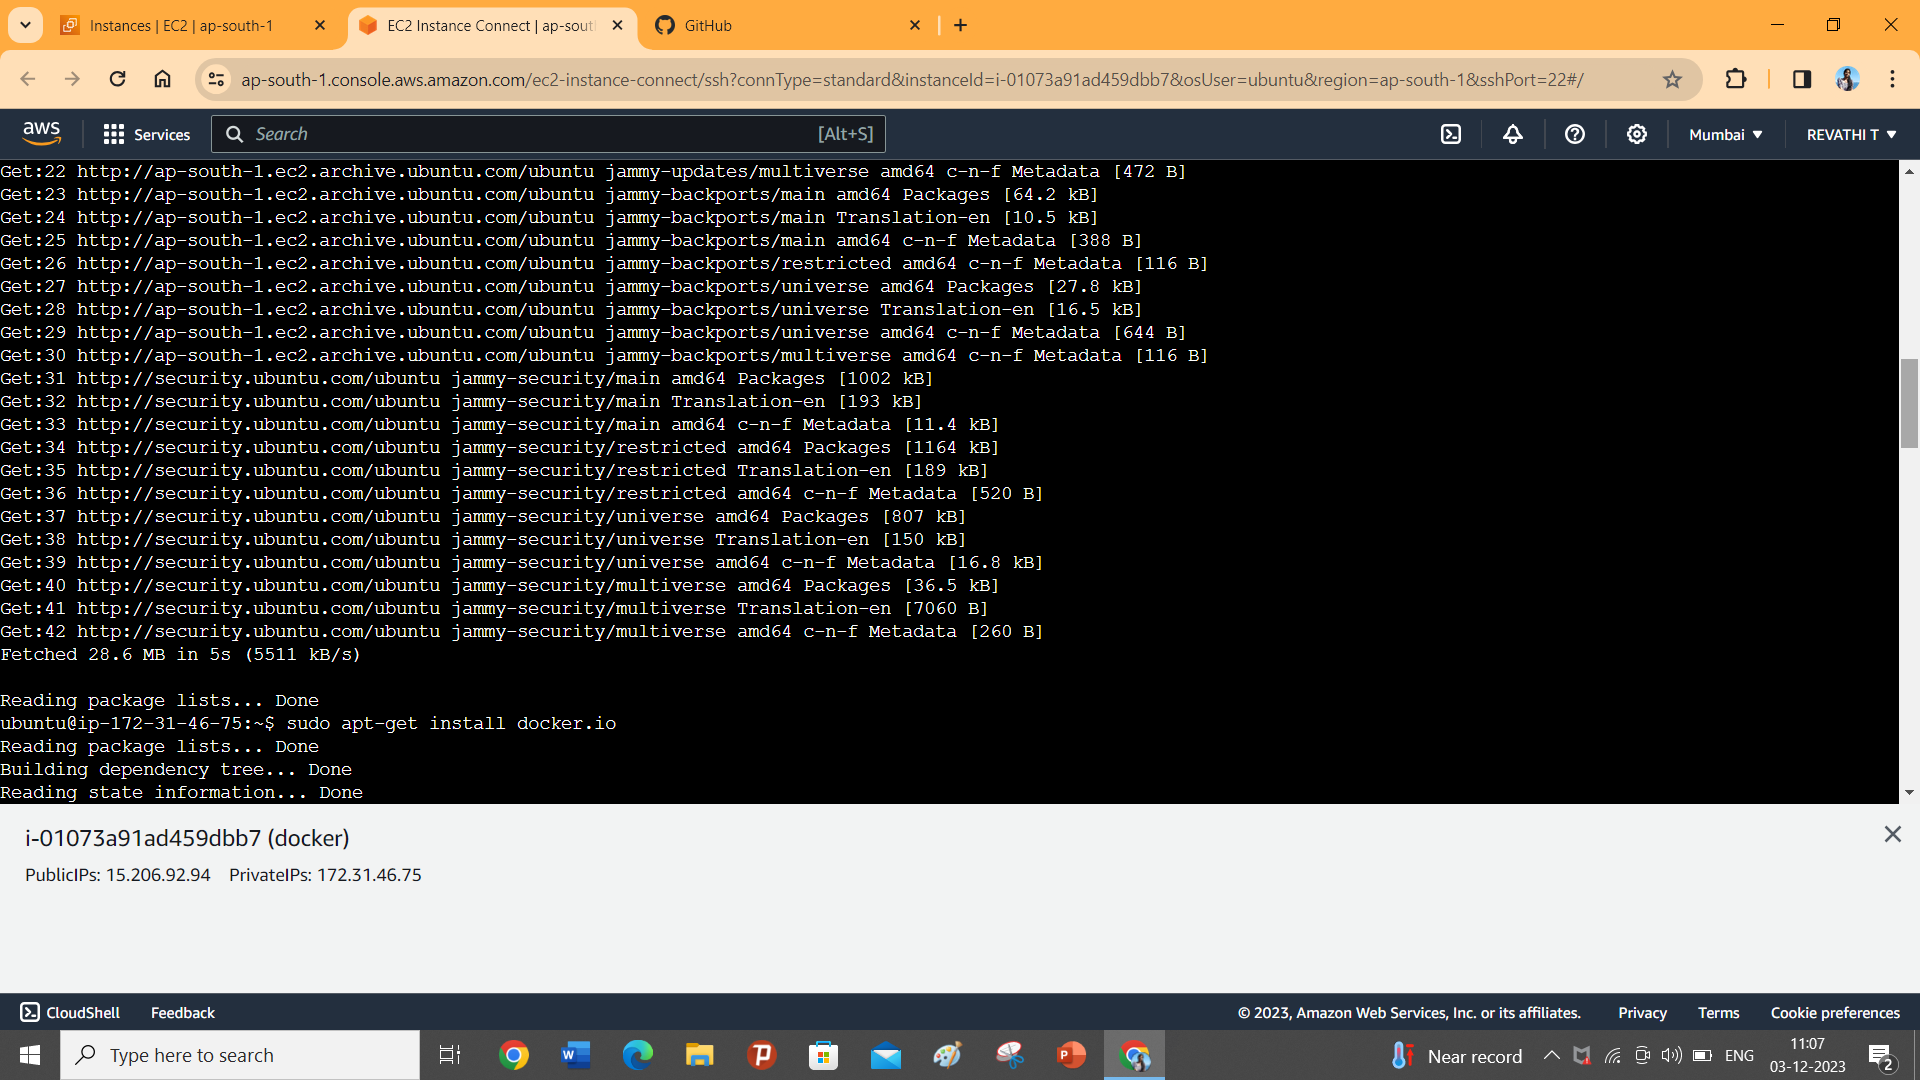 Instances | EC2 | ap-south-1
EC2 Instance Connect | ap-sout
GitHub
ap-south-1.console.aws.amazon.com/ec2-instance-connect/ssh?connType=standard&instanceId=i-01073a91ad459dbb7&osUser=ubuntu&region=ap-south-1&sshPort=22#/
aws
Services
Search
[Alt+S]
Mumbai
REVATHI T
Get:22 http://ap-south-1.ec2.archive.ubuntu.com/ubuntu jammy-updates/multiverse amd64 c-n-f Metadata [472 B]
Get:23 http://ap-south-1.ec2.archive.ubuntu.com/ubuntu jammy-backports/main amd64 Packages [64.2 kB]
Get:24 http://ap-south-1.ec2.archive.ubuntu.com/ubuntu jammy-backports/main Translation-en [10.5 kB]
Get:25 http://ap-south-1.ec2.archive.ubuntu.com/ubuntu jammy-backports/main amd64 c-n-f Metadata [388 B]
Get:26 http://ap-south-1.ec2.archive.ubuntu.com/ubuntu jammy-backports/restricted amd64 c-n-f Metadata [116 B]
Get:27 http://ap-south-1.ec2.archive.ubuntu.com/ubuntu jammy-backports/universe amd64 Packages [27.8 kB]
Get:28 http://ap-south-1.ec2.archive.ubuntu.com/ubuntu jammy-backports/universe Translation-en [16.5 kB]
Get:29 http://ap-south-1.ec2.archive.ubuntu.com/ubuntu jammy-backports/universe amd64 c-n-f Metadata [644 B]
Get:30 http://ap-south-1.ec2.archive.ubuntu.com/ubuntu jammy-backports/multiverse amd64 c-n-f Metadata [116 B]
Get:31 http://security.ubuntu.com/ubuntu jammy-security/main amd64 Packages [1002 kB]
Get:32 http://security.ubuntu.com/ubuntu jammy-security/main Translation-en [193 kB]
Get:33 http://security.ubuntu.com/ubuntu jammy-security/main amd64 c-n-f Metadata [11.4 kB]
Get:34 http://security.ubuntu.com/ubuntu jammy-security/restricted amd64 Packages [1164 kB]
Get:35 http://security.ubuntu.com/ubuntu jammy-security/restricted Translation-en [189 kB]
Get:36 http://security.ubuntu.com/ubuntu jammy-security/restricted amd64 c-n-f Metadata [520 B]
Get:37 http://security.ubuntu.com/ubuntu jammy-security/universe amd64 Packages [807 kB]
Get:38 http://security.ubuntu.com/ubuntu jammy-security/universe Translation-en [150 kB]
Get:39 http://security.ubuntu.com/ubuntu jammy-security/universe amd64 c-n-f Metadata [16.8 kB]
Get:40 http://security.ubuntu.com/ubuntu jammy-security/multiverse amd64 Packages [36.5 kB]
Get:41 http://security.ubuntu.com/ubuntu jammy-security/multiverse Translation-en [7060 B]
Get:42 http://security.ubuntu.com/ubuntu jammy-security/multiverse amd64 c-n-f Metadata [260 B]
Fetched 28.6 MB in 5s (5511 kB/s)
Reading package lists... Done
ubuntu@ip-172-31-46-75:~$ sudo apt-get install docker.io
Reading package lists... Done
Building dependency tree... Done
Reading state information... Done
i-01073a91ad459dbb7 (docker)
PublicIPs: 15.206.92.94 PrivateIPs: 172.31.46.75
CloudShell
Feedback
© 2023, Amazon Web Services, Inc. or its affiliates.
Privacy
Terms
Cookie preferences
Type here to search
Near record
ENG
11:07
03-12-2023
2